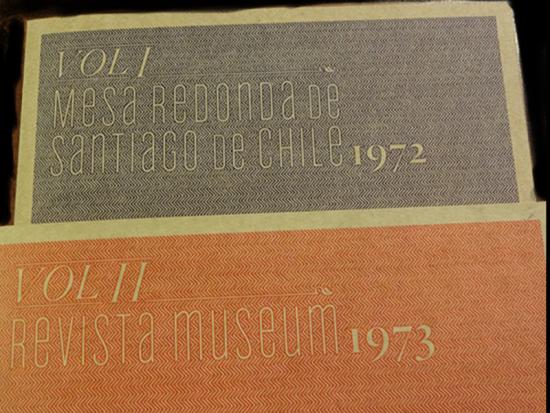 VOL I
Mesa Redonda de
Santiago de Chile 1972
VOL II
Revista Museum 1973